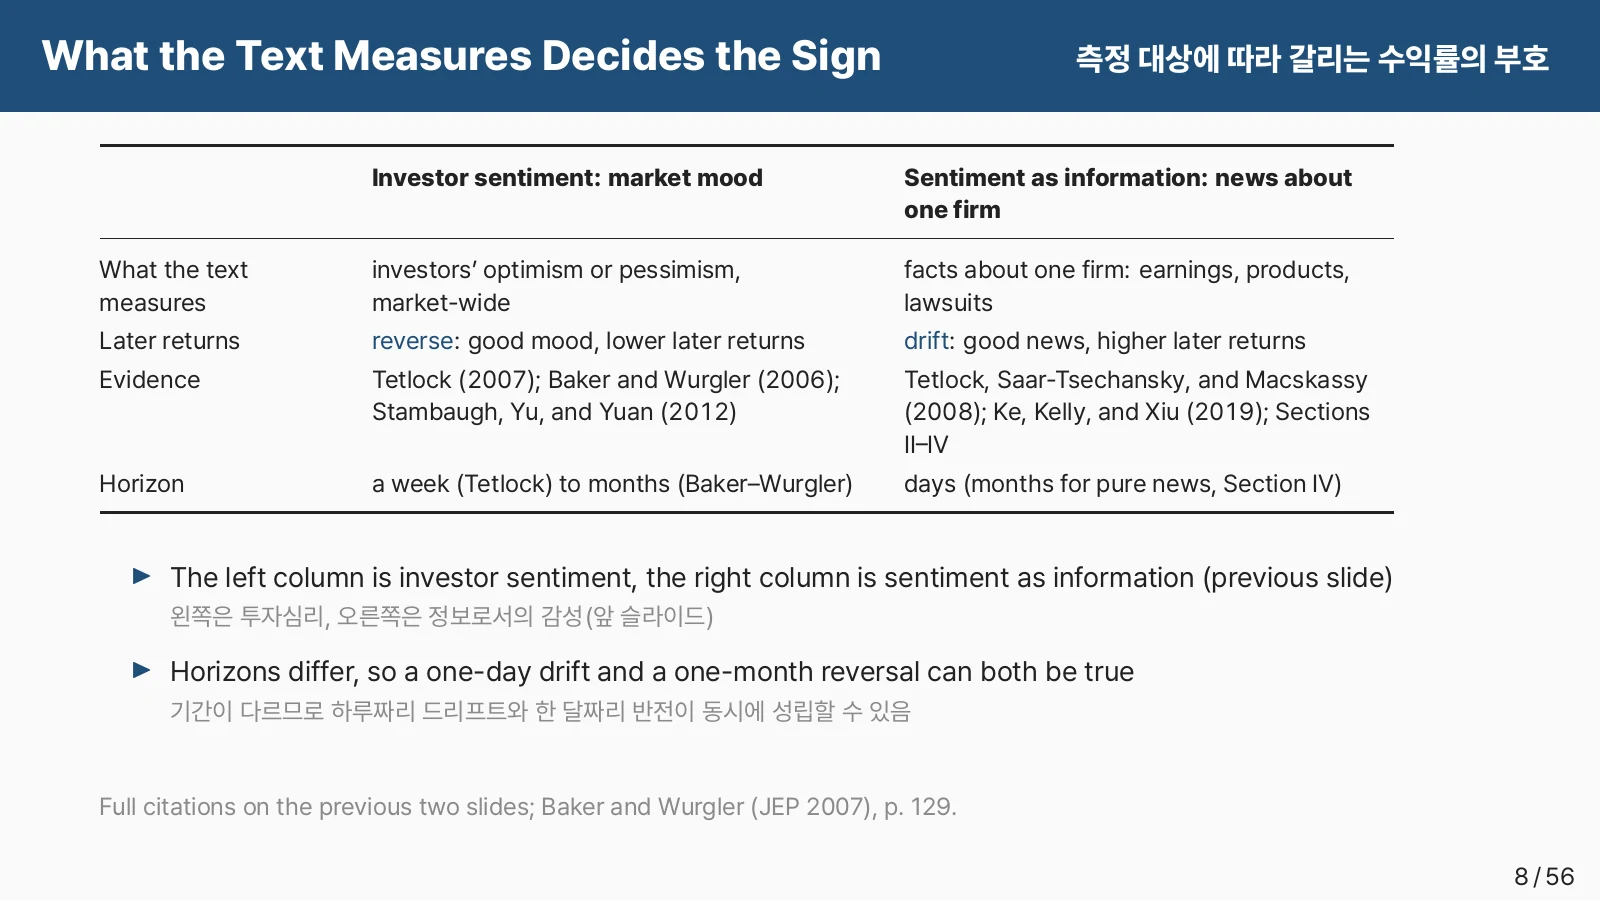 What the Text Measures Decides the Sign
측정 대상에 따라 갈리는 수익률의 부호
Investor sentiment: market mood
Sentiment as information: news about
one firm
What the text
measures
investors’ optimism or pessimism,
market-wide
facts about one firm: earnings, products,
lawsuits
Later returns
reverse: good mood, lower later returns
drift: good news, higher later returns
Evidence
Tetlock (2007); Baker and Wurgler (2006);
Stambaugh, Yu, and Yuan (2012)
Tetlock, Saar-Tsechansky, and Macskassy
(2008); Ke, Kelly, and Xiu (2019); Sections
II–IV
Horizon
a week (Tetlock) to months (Baker–Wurgler)
days (months for pure news, Section IV)
The left column is investor sentiment, the right column is sentiment as information (previous slide)
왼쪽은 투자심리, 오른쪽은 정보로서의 감성(앞 슬라이드)
Horizons differ, so a one-day drift and a one-month reversal can both be true
기간이 다르므로 하루짜리 드리프트와 한 달짜리 반전이 동시에 성립할 수 있음
Full citations on the previous two slides; Baker and Wurgler (JEP 2007), p. 129.
8 / 56